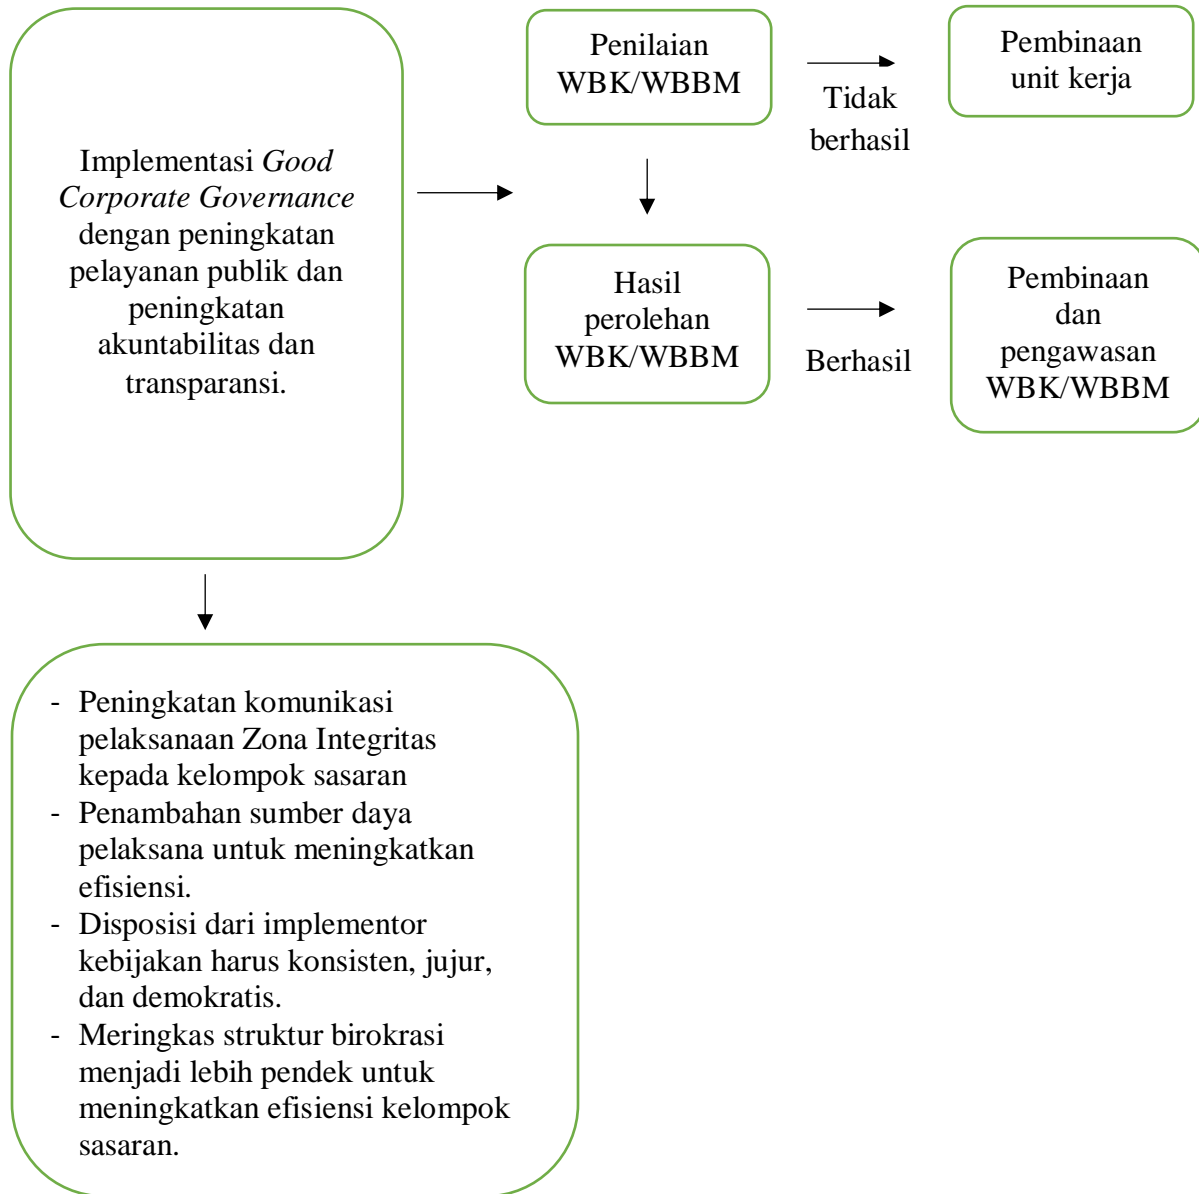 Implementasi Good
Corporate Governance
dengan peningkatan
pelayanan publik dan
peningkatan
akuntabilitas dan
transparansi.
Penilaian
WBK/WBBM
Tidak
berhasil
Pembinaan
unit kerja
Hasil
perolehan
WBK/WBBM
Berhasil
Pembinaan
dan
pengawasan
WBK/WBBM
- Peningkatan komunikasi
pelaksanaan Zona Integritas
kepada kelompok sasaran
- Penambahan sumber daya
pelaksana untuk meningkatkan
efisiensi.
- Disposisi dari implementor
kebijakan harus konsisten, jujur,
dan demokratis.
- Meringkas struktur birokrasi
menjadi lebih pendek untuk
meningkatkan efisiensi kelompok
sasaran.